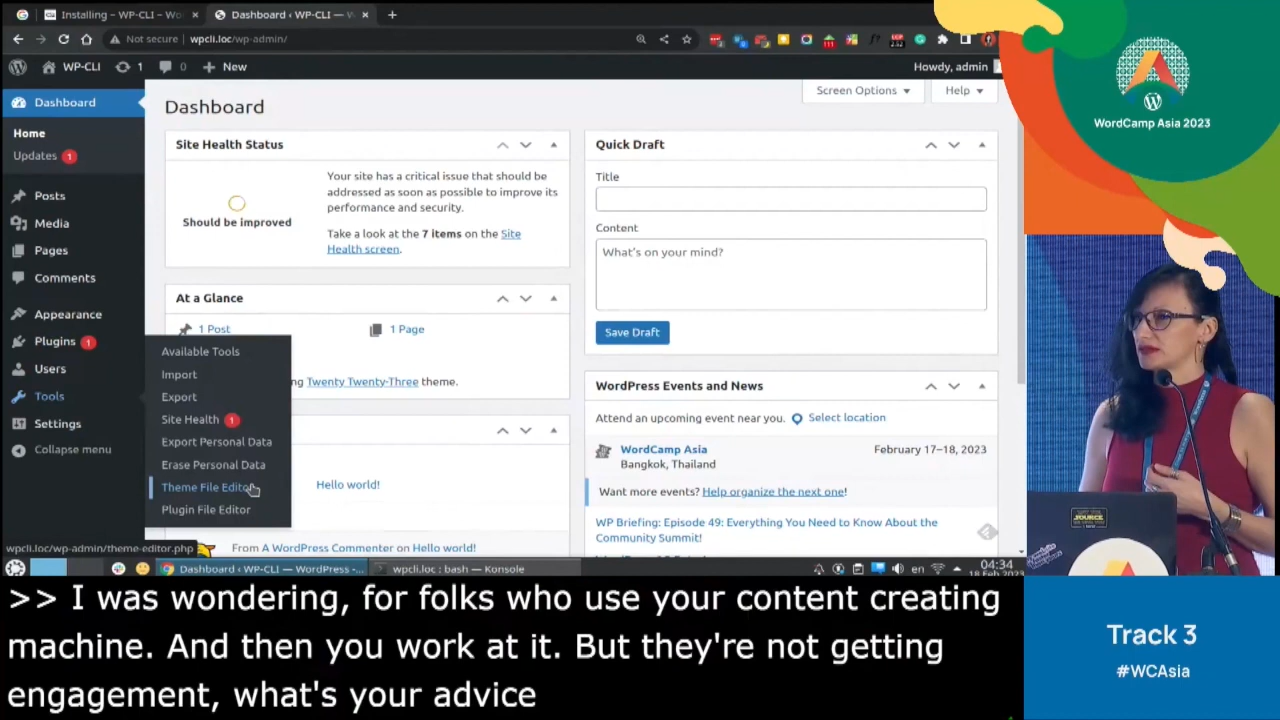 Installing – WP-CLI – Wo
Dashboard ‹ WP-CLI — W
Not secure
wpcli.loc/wp-admin/
WP-CLI
1
0
New
Howdy, admin
Dashboard
Home
Updates 1
Posts
Media
Pages
Comments
Appearance
Plugins 1
Users
Tools
Settings
Collapse menu
Available Tools
Import
Export
Site Health 1
Export Personal Data
Erase Personal Data
Theme File Editor
Plugin File Editor
Dashboard
Screen Options
Help
Site Health Status
Should be improved
Your site has a critical issue that should be
addressed as soon as possible to improve its
performance and security.
Take a look at the 7 items on the Site
Health screen.
At a Glance
1 Post
1 Page
ng Twenty Twenty-Three theme.
Hello world!
From A WordPress Commenter on Hello world!
Quick Draft
Title
Content
What's on your mind?
Save Draft
WordPress Events and News
Attend an upcoming event near you.
Select location
WordCamp Asia
February 17–18, 2023
Bangkok, Thailand
Want more events? Help organize the next one!
WP Briefing: Episode 49: Everything You Need to Know About the
Community Summit!
wpcli.loc/wp-admin/theme-editor.php
Dashboard ‹ WP-CLI — WordPress -...
wpcli.loc : bash — Konsole
en
04:34
18 Feb 2023
>> I was wondering, for folks who use your content creating
machine. And then you work at it. But they're not getting
engagement, what's your advice
WordCamp Asia 2023
SOURCE
Track 3
#WCAsia